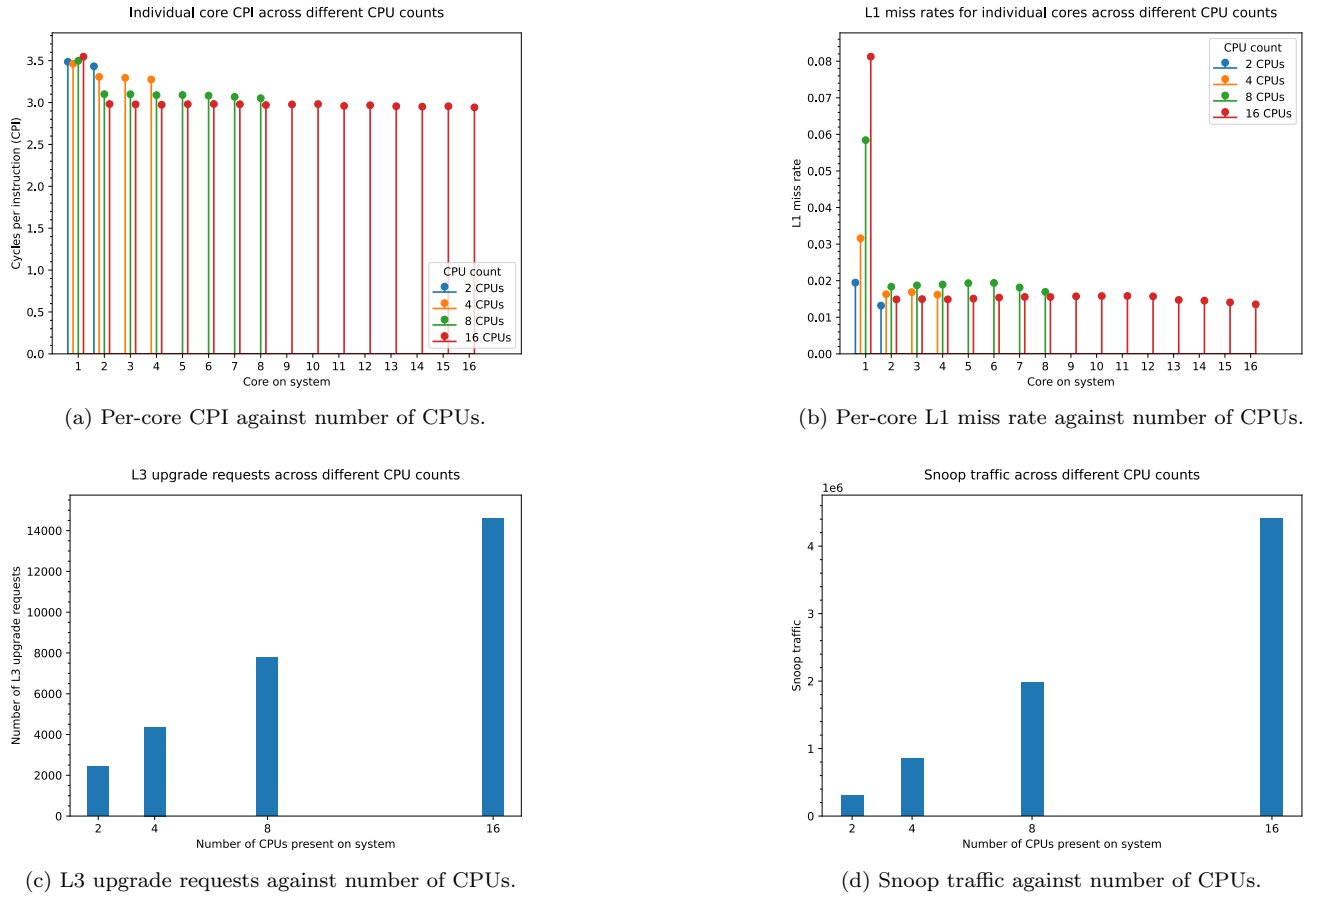 Individual core CPI across different CPU counts
Cycles per instruction (CPI)
3.5
3.0
2.5
2.0
1.5
1.0
0.5
0.0
CPU count
2 CPUs
4 CPUs
8 CPUs
16 CPUs
1 2 3 4 5 6 7 8 9 10 11 12 13 14 15 16
Core on system
(a) Per-core CPI against number of CPUs.
L1 miss rates for individual cores across different CPU counts
L1 miss rate
0.08
0.07
0.06
0.05
0.04
0.03
0.02
0.01
0.00
CPU count
2 CPUs
4 CPUs
8 CPUs
16 CPUs
1 2 3 4 5 6 7 8 9 10 11 12 13 14 15 16
Core on system
(b) Per-core L1 miss rate against number of CPUs.
L3 upgrade requests across different CPU counts
Number of L3 upgrade requests
14000
12000
10000
8000
6000
4000
2000
0
2 4 8 16
Number of CPUs present on system
(c) L3 upgrade requests against number of CPUs.
Snoop traffic across different CPU counts
1e6
Snoop traffic
4
3
2
1
0
2 4 8 16
Number of CPUs present on system
(d) Snoop traffic against number of CPUs.